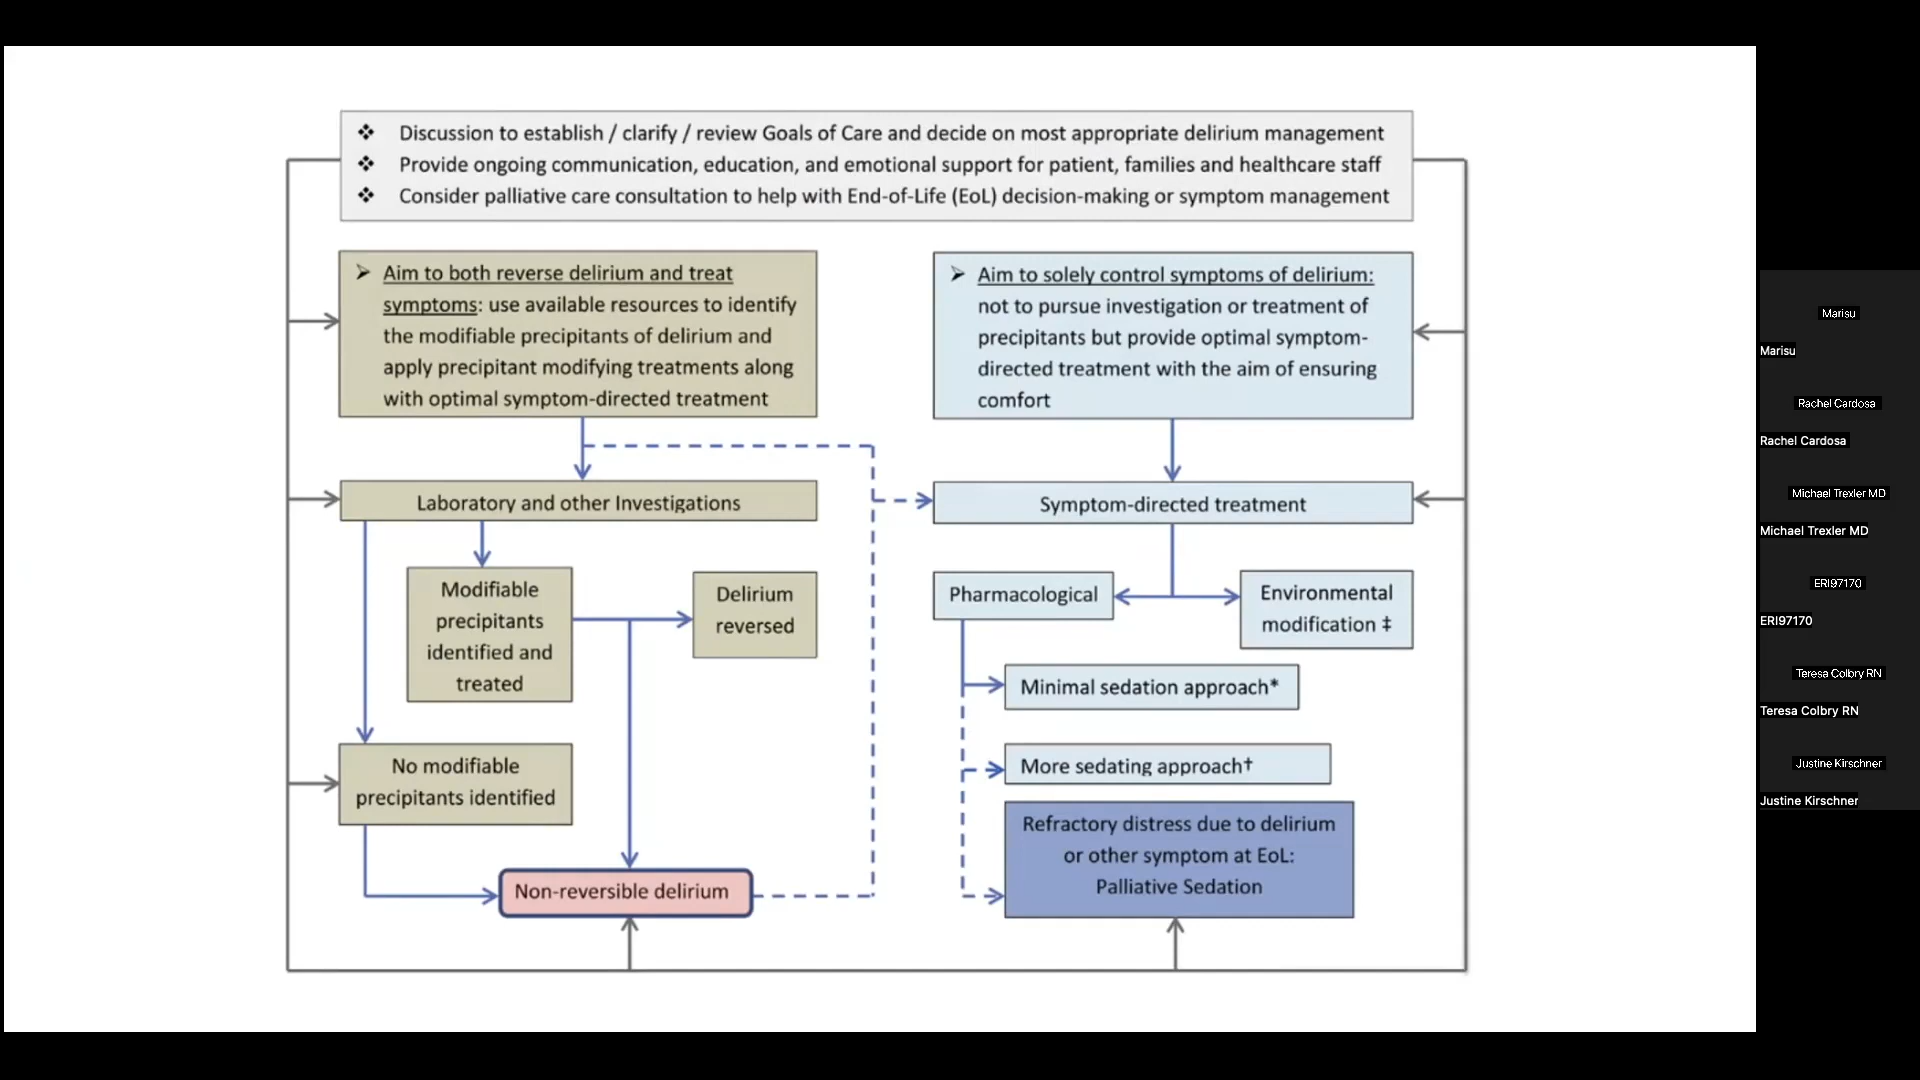 ❖ Discussion to establish / clarify / review Goals of Care and decide on most appropriate delirium management
❖ Provide ongoing communication, education, and emotional support for patient, families and healthcare staff
❖ Consider palliative care consultation to help with End-of-Life (EoL) decision-making or symptom management
➢ Aim to both reverse delirium and treat
symptoms: use available resources to identify
the modifiable precipitants of delirium and
apply precipitant modifying treatments along
with optimal symptom-directed treatment
➢ Aim to solely control symptoms of delirium:
not to pursue investigation or treatment of
precipitants but provide optimal symptom-
directed treatment with the aim of ensuring
comfort
Laboratory and other Investigations
Symptom-directed treatment
Modifiable
precipitants
identified and
treated
Delirium
reversed
Pharmacological
Environmental
modification ‡
Minimal sedation approach*
No modifiable
precipitants identified
More sedating approach†
Refractory distress due to delirium
or other symptom at EoL:
Palliative Sedation
Non-reversible delirium
Marisu
Marisu
Rachel Cardosa
Rachel Cardosa
Michael Trexler MD
Michael Trexler MD
ERI97170
ERI97170
Teresa Colbry RN
Teresa Colbry RN
Justine Kirschner
Justine Kirschner